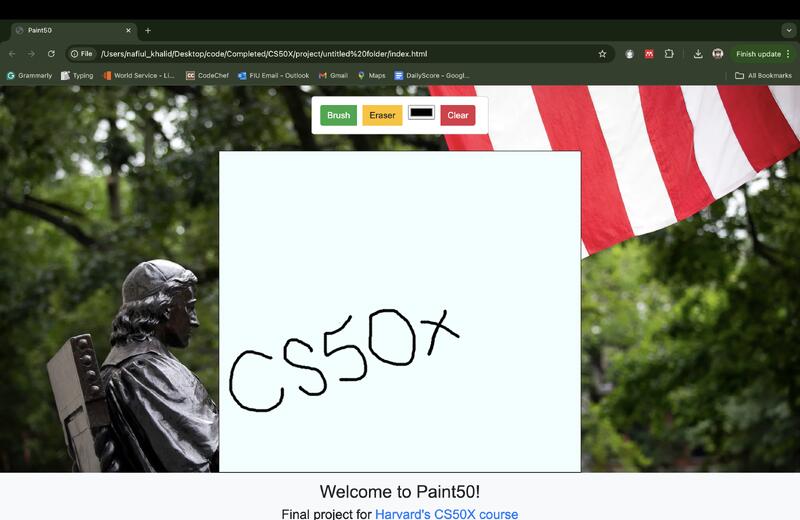 Paint50
File
/Users/nafiul_khalid/Desktop/code/Completed/CS50X/project/untitled%20folder/index.html
Finish update
Grammarly
Typing
World Service – Li...
CodeChef
FIU Email – Outlook
Gmail
Maps
DailyScore – Googl...
All Bookmarks
Brush
Eraser
Clear
CS50x
Welcome to Paint50!
Final project for Harvard's CS50X course